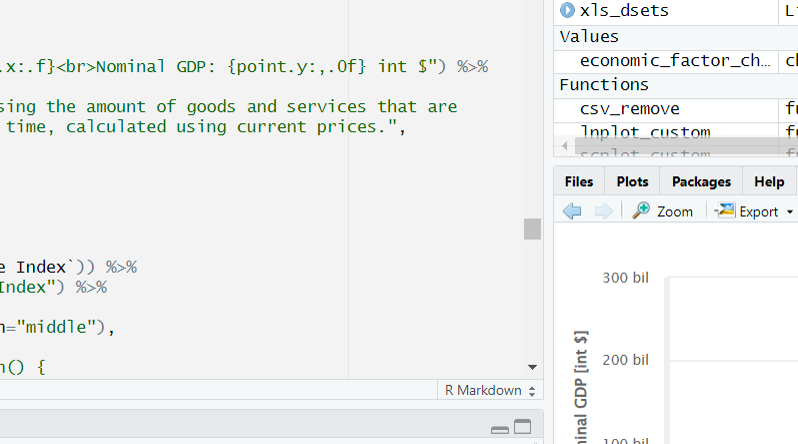 .x:.f}<br>Nominal GDP: {point.y:,.0f} int $") %>%
sing the amount of goods and services that are
time, calculated using current prices.",
e Index`)) %>%
Index") %>%
n="middle"),
n() {
R Markdown
xls_dsets Li
Values
economic_factor_ch… ch
Functions
csv_remove fu
lnplot_custom fu
scplot_custom fu
Files Plots Packages Help
Zoom Export
300 bil
200 bil
100 bil
minal GDP [int $]